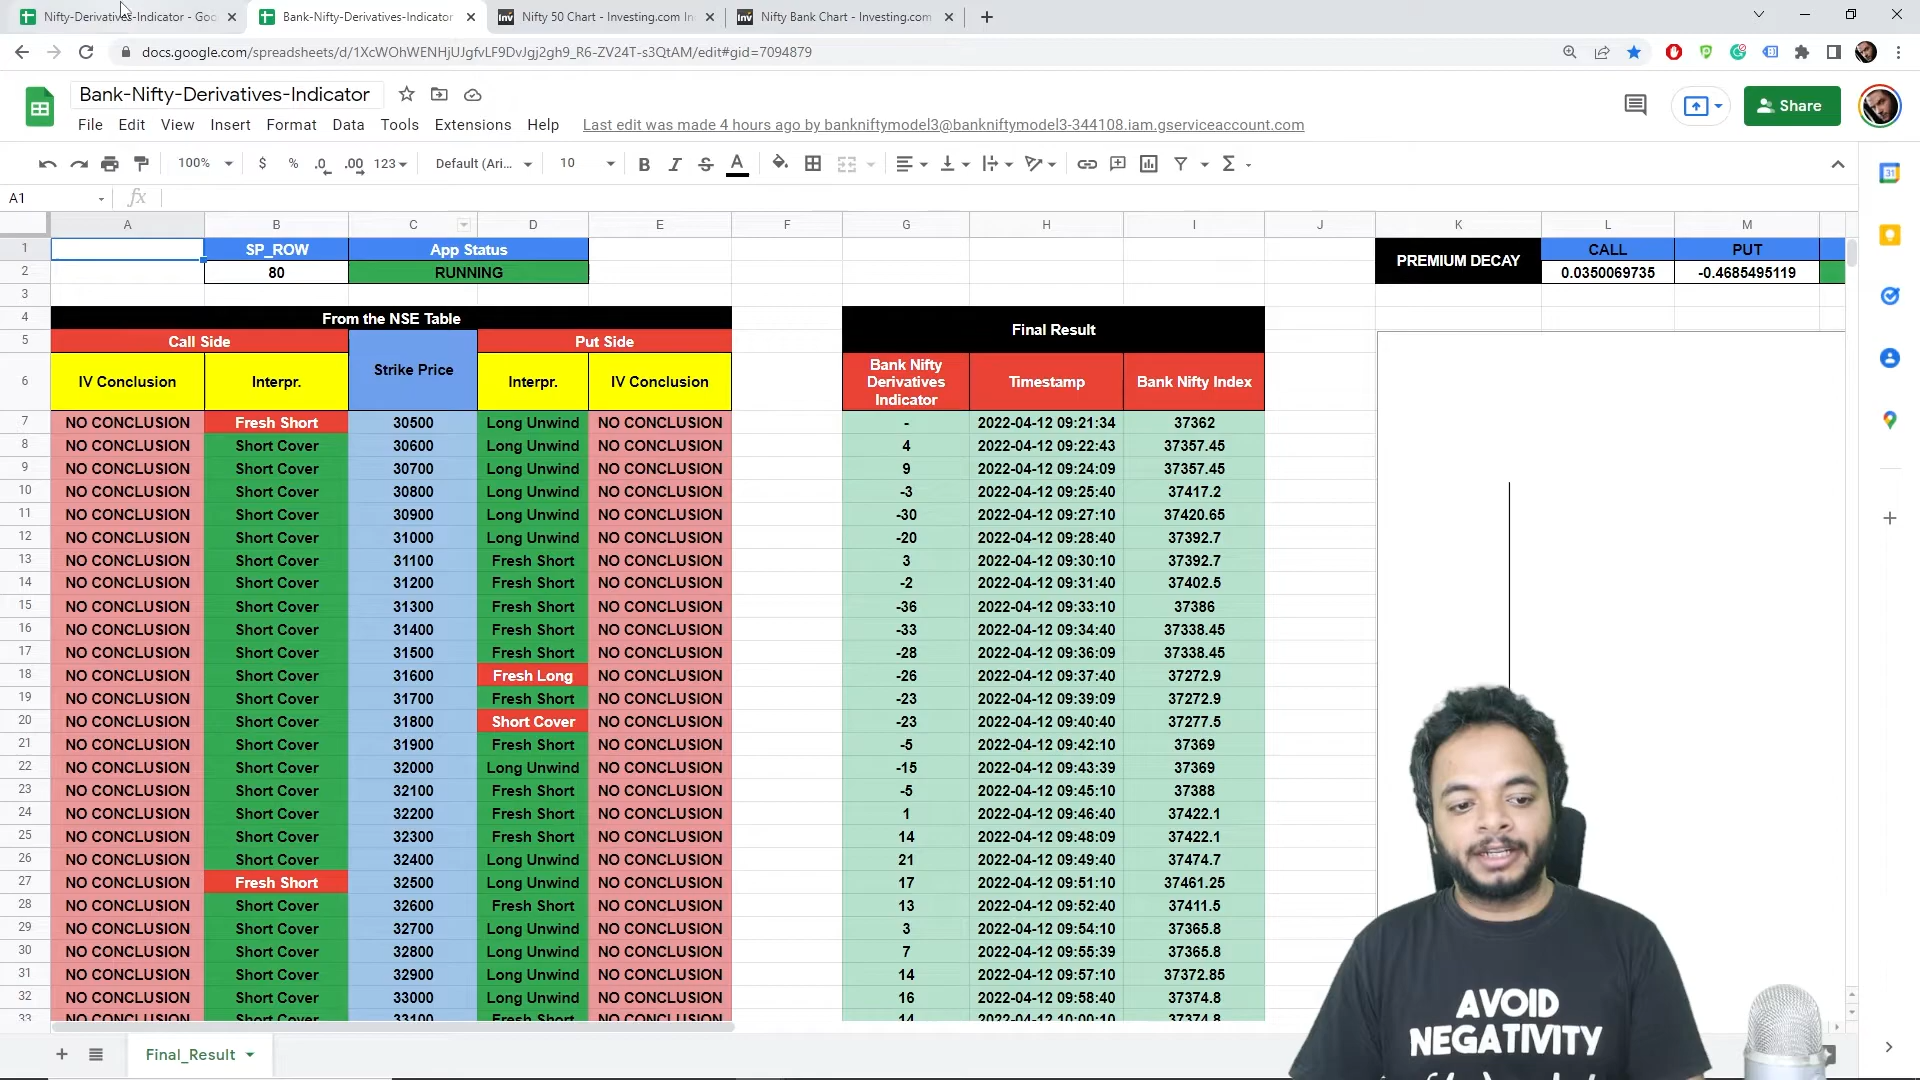 Nifty-Derivatives-Indicator - Goo
Bank-Nifty-Derivatives-Indicator
Nifty 50 Chart - Investing.com In
Nifty Bank Chart - Investing.com
docs.google.com/spreadsheets/d/1XcWOhWENHjUJgfvLF9DvJgj2gh9_R6-ZV24T-s3QtAM/edit#gid=7094879
Bank-Nifty-Derivatives-Indicator
Share
File Edit View Insert Format Data Tools Extensions Help
Last edit was made 4 hours ago by bankniftymodel3@bankniftymodel3-344108.iam.gserviceaccount.com
100% $ % .0 .00 123 Default (Ari... 10 B I S A
A1 fx
A B C D E F G H I J K L M
1 SP_ROW App Status PREMIUM DECAY CALL PUT
2 80 RUNNING 0.0350069735 -0.4685495119
3
4 From the NSE Table Final Result
5 Call Side Strike Price Put Side
6 IV Conclusion Interpr. Interpr. IV Conclusion Bank Nifty Derivatives Indicator Timestamp Bank Nifty Index
7 NO CONCLUSION Fresh Short 30500 Long Unwind NO CONCLUSION - 2022-04-12 09:21:34 37362
8 NO CONCLUSION Short Cover 30600 Long Unwind NO CONCLUSION 4 2022-04-12 09:22:43 37357.45
9 NO CONCLUSION Short Cover 30700 Long Unwind NO CONCLUSION 9 2022-04-12 09:24:09 37357.45
10 NO CONCLUSION Short Cover 30800 Long Unwind NO CONCLUSION -3 2022-04-12 09:25:40 37417.2
11 NO CONCLUSION Short Cover 30900 Long Unwind NO CONCLUSION -30 2022-04-12 09:27:10 37420.65
12 NO CONCLUSION Short Cover 31000 Long Unwind NO CONCLUSION -20 2022-04-12 09:28:40 37392.7
13 NO CONCLUSION Short Cover 31100 Fresh Short NO CONCLUSION 3 2022-04-12 09:30:10 37392.7
14 NO CONCLUSION Short Cover 31200 Fresh Short NO CONCLUSION -2 2022-04-12 09:31:40 37402.5
15 NO CONCLUSION Short Cover 31300 Fresh Short NO CONCLUSION -36 2022-04-12 09:33:10 37386
16 NO CONCLUSION Short Cover 31400 Fresh Short NO CONCLUSION -33 2022-04-12 09:34:40 37338.45
17 NO CONCLUSION Short Cover 31500 Fresh Short NO CONCLUSION -28 2022-04-12 09:36:09 37338.45
18 NO CONCLUSION Short Cover 31600 Fresh Long NO CONCLUSION -26 2022-04-12 09:37:40 37272.9
19 NO CONCLUSION Short Cover 31700 Fresh Short NO CONCLUSION -23 2022-04-12 09:39:09 37272.9
20 NO CONCLUSION Short Cover 31800 Short Cover NO CONCLUSION -23 2022-04-12 09:40:40 37277.5
21 NO CONCLUSION Short Cover 31900 Fresh Short NO CONCLUSION -5 2022-04-12 09:42:10 37369
22 NO CONCLUSION Short Cover 32000 Long Unwind NO CONCLUSION -15 2022-04-12 09:43:39 37369
23 NO CONCLUSION Short Cover 32100 Fresh Short NO CONCLUSION -5 2022-04-12 09:45:10 37388
24 NO CONCLUSION Short Cover 32200 Fresh Short NO CONCLUSION 1 2022-04-12 09:46:40 37422.1
25 NO CONCLUSION Short Cover 32300 Fresh Short NO CONCLUSION 14 2022-04-12 09:48:09 37422.1
26 NO CONCLUSION Short Cover 32400 Long Unwind NO CONCLUSION 21 2022-04-12 09:49:40 37474.7
27 NO CONCLUSION Fresh Short 32500 Long Unwind NO CONCLUSION 17 2022-04-12 09:51:10 37461.25
28 NO CONCLUSION Short Cover 32600 Fresh Short NO CONCLUSION 13 2022-04-12 09:52:40 37411.5
29 NO CONCLUSION Short Cover 32700 Long Unwind NO CONCLUSION 3 2022-04-12 09:54:10 37365.8
30 NO CONCLUSION Short Cover 32800 Long Unwind NO CONCLUSION 7 2022-04-12 09:55:39 37365.8
31 NO CONCLUSION Short Cover 32900 Long Unwind NO CONCLUSION 14 2022-04-12 09:57:10 37372.85
32 NO CONCLUSION Short Cover 33000 Long Unwind NO CONCLUSION 16 2022-04-12 09:58:40 37374.8
33 NO CONCLUSION Short Cover 33100 Fresh Short NO CONCLUSION 14 2022-04-12 10:00:10 37374.8
Final_Result
AVOID
NEGATIVITY